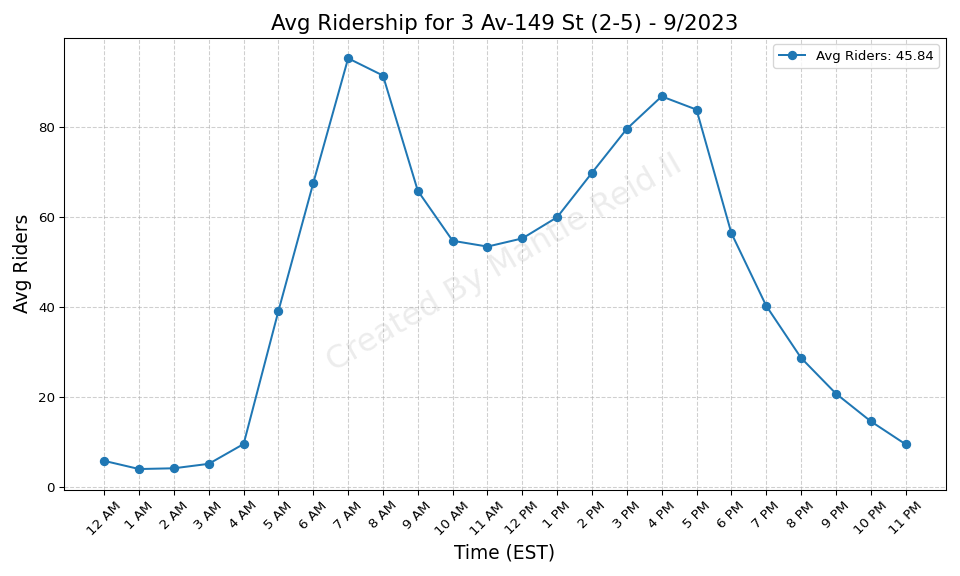 Avg Ridership for 3 Av-149 St (2-5) - 9/2023
Avg Riders: 45.84
Avg Riders
80
60
40
20
0
Created By Mantie Reid II
12 AM
1 AM
2 AM
3 AM
4 AM
5 AM
6 AM
7 AM
8 AM
9 AM
10 AM
11 AM
12 PM
1 PM
2 PM
3 PM
4 PM
5 PM
6 PM
7 PM
8 PM
9 PM
10 PM
11 PM
Time (EST)